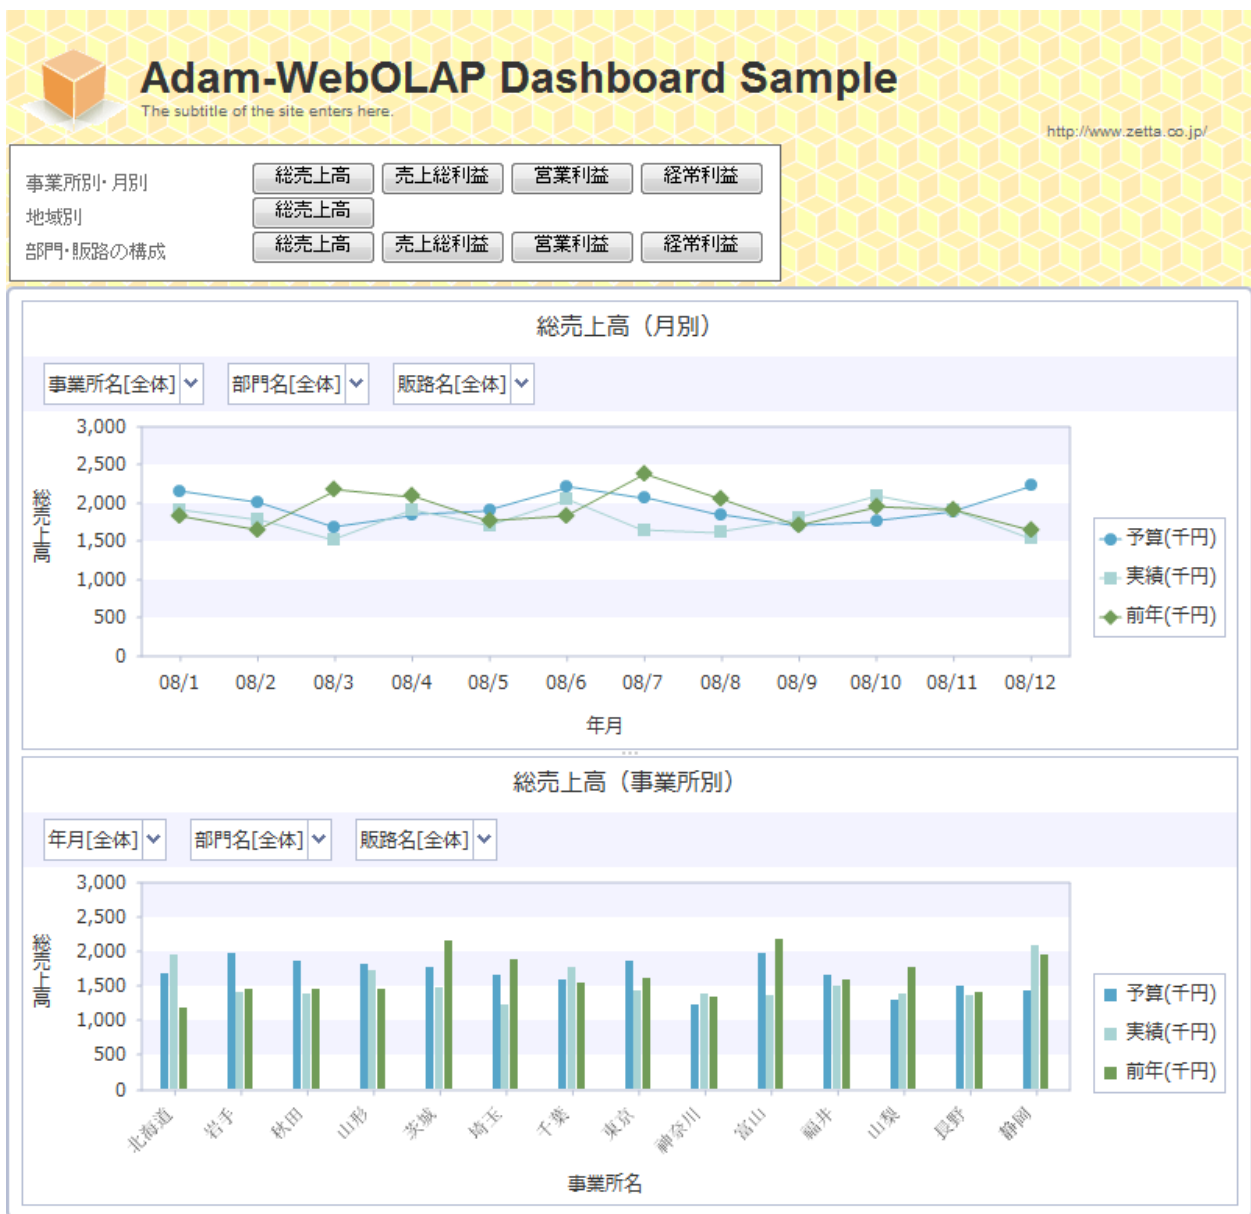 Adam-WebOLAP Dashboard Sample
The subtitle of the site enters here.
http://www.zetta.co.jp/
事業所別・月別 総売上高 売上総利益 営業利益 経常利益
地域別 総売上高
部門・販路の構成 総売上高 売上総利益 営業利益 経常利益
総売上高（月別）
事業所名[全体] 部門名[全体] 販路名[全体]
3,000
2,500
2,000
1,500
1,000
500
0
総売上高
08/1 08/2 08/3 08/4 08/5 08/6 08/7 08/8 08/9 08/10 08/11 08/12
年月
予算(千円)
実績(千円)
前年(千円)
総売上高（事業所別）
年月[全体] 部門名[全体] 販路名[全体]
3,000
2,500
2,000
1,500
1,000
500
0
総売上高
北海道 岩手 秋田 山形 茨城 埼玉 千葉 東京 神奈川 富山 福井 山梨 長野 静岡
事業所名
予算(千円)
実績(千円)
前年(千円)